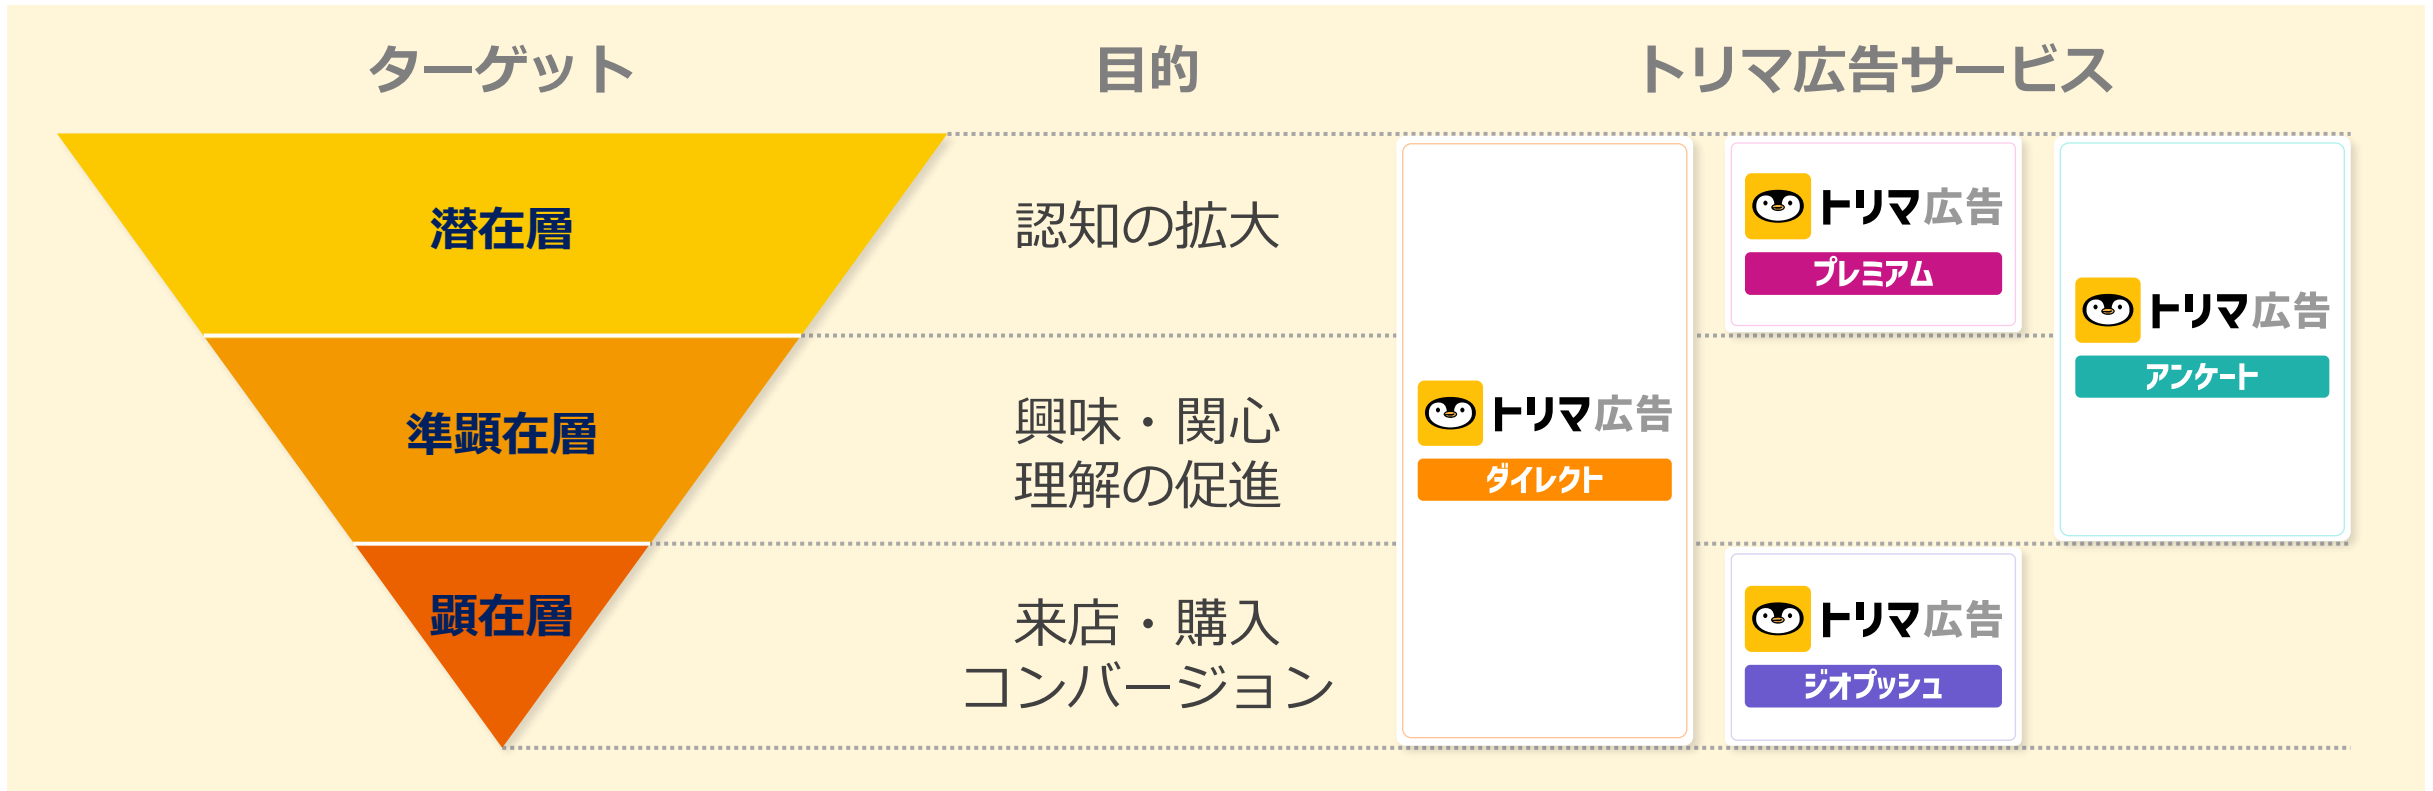 ターゲット
目的
トリマ広告サービス
潜在層
認知の拡大
トリマ広告
プレミアム
トリマ広告
アンケート
準顕在層
興味・関心
理解の促進
トリマ広告
ダイレクト
顕在層
来店・購入
コンバージョン
トリマ広告
ジオプッシュ